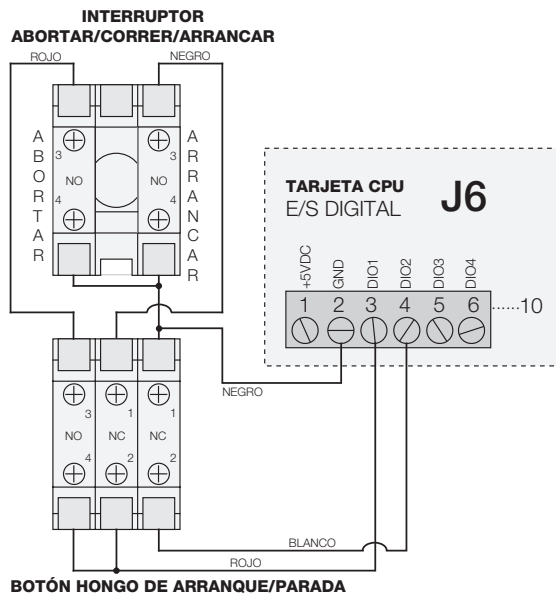 INTERRUPTOR
ABORTAR/CORRER/ARRANCAR
ROJO
NEGRO
ABORTAR
3
NO
4
3
NO
4
ARRANCAR
TARJETA CPU
E/S DIGITAL
J6
+5VDC
GND
DIO1
DIO2
DIO3
DIO4
1 2 3 4 5 6 ......10
NEGRO
3 1 1
NO NC NC
4 2 2
BLANCO
ROJO
BOTÓN HONGO DE ARRANQUE/PARADA